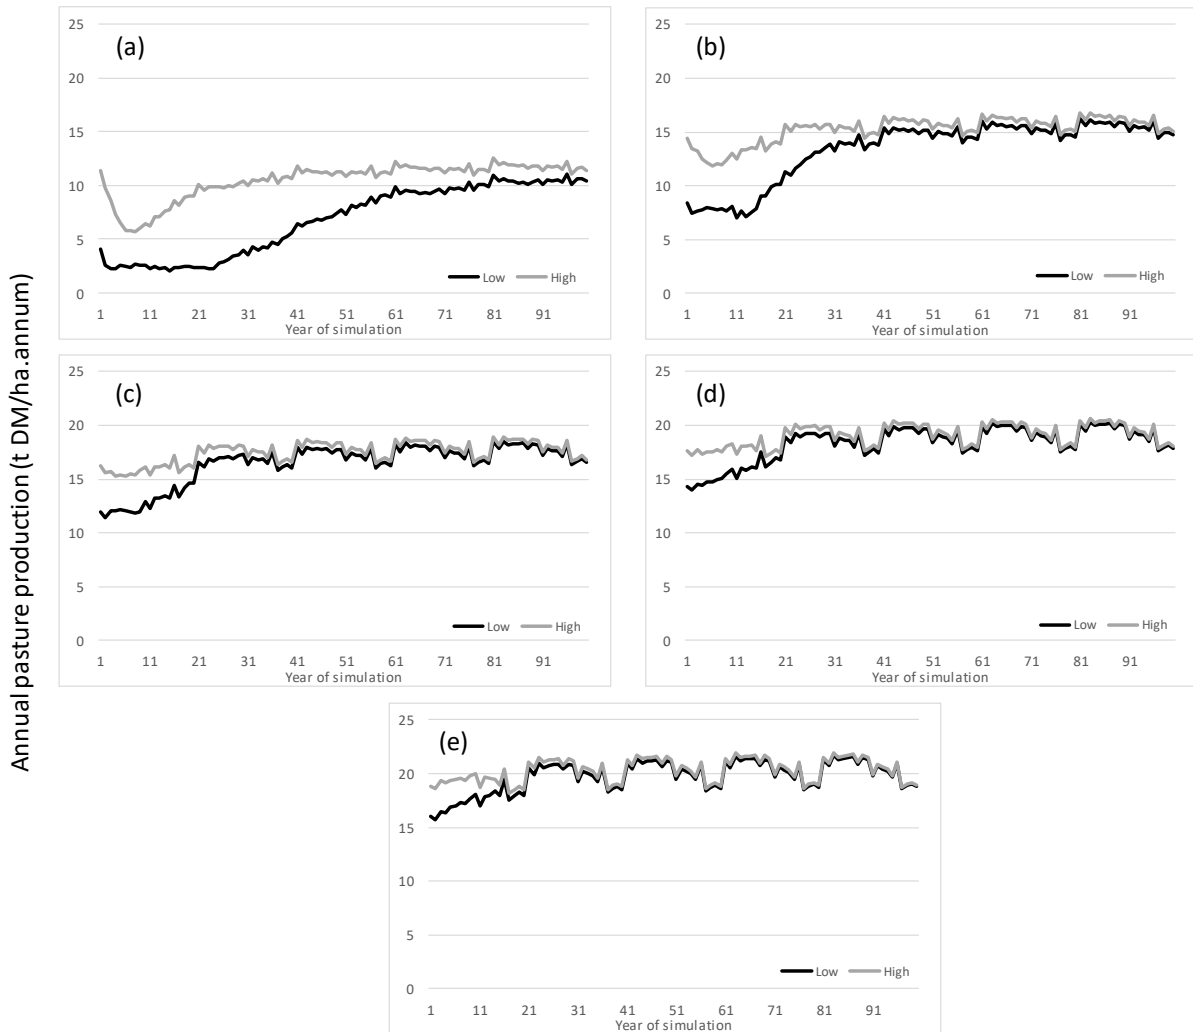 Annual pasture production (t DM/ha.annum)
(a)
25
20
15
10
5
0
1 11 21 31 41 51 61 71 81 91
Year of simulation
Low High
(b)
25
20
15
10
5
0
1 11 21 31 41 51 61 71 81 91
Year of simulation
Low High
(c)
25
20
15
10
5
0
1 11 21 31 41 51 61 71 81 91
Year of simulation
Low High
(d)
25
20
15
10
5
0
1 11 21 31 41 51 61 71 81 91
Year of simulation
Low High
(e)
25
20
15
10
5
0
1 11 21 31 41 51 61 71 81 91
Year of simulation
Low High